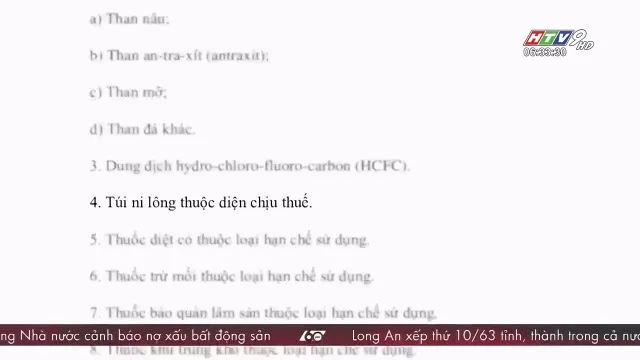 a) Than nâu;
HTV9
HD
06:33:30
b) Than an-tra-xít (antraxit);
c) Than mỡ;
d) Than đá khác.
3. Dung dịch hydro-chloro-fluoro-carbon (HCFC).
4. Túi ni lông thuộc diện chịu thuế.
5. Thuốc diệt cỏ thuộc loại hạn chế sử dụng.
6. Thuốc trừ mối thuộc loại hạn chế sử dụng.
7. Thuốc bảo quản lâm sản thuộc loại hạn chế sử dụng.
ng Nhà nước cảnh báo nợ xấu bất động sản
60
Long An xếp thứ 10/63 tỉnh, thành trong cả nư
8. Thuốc khử trùng kho thuộc loại hạn chế sử dụng.